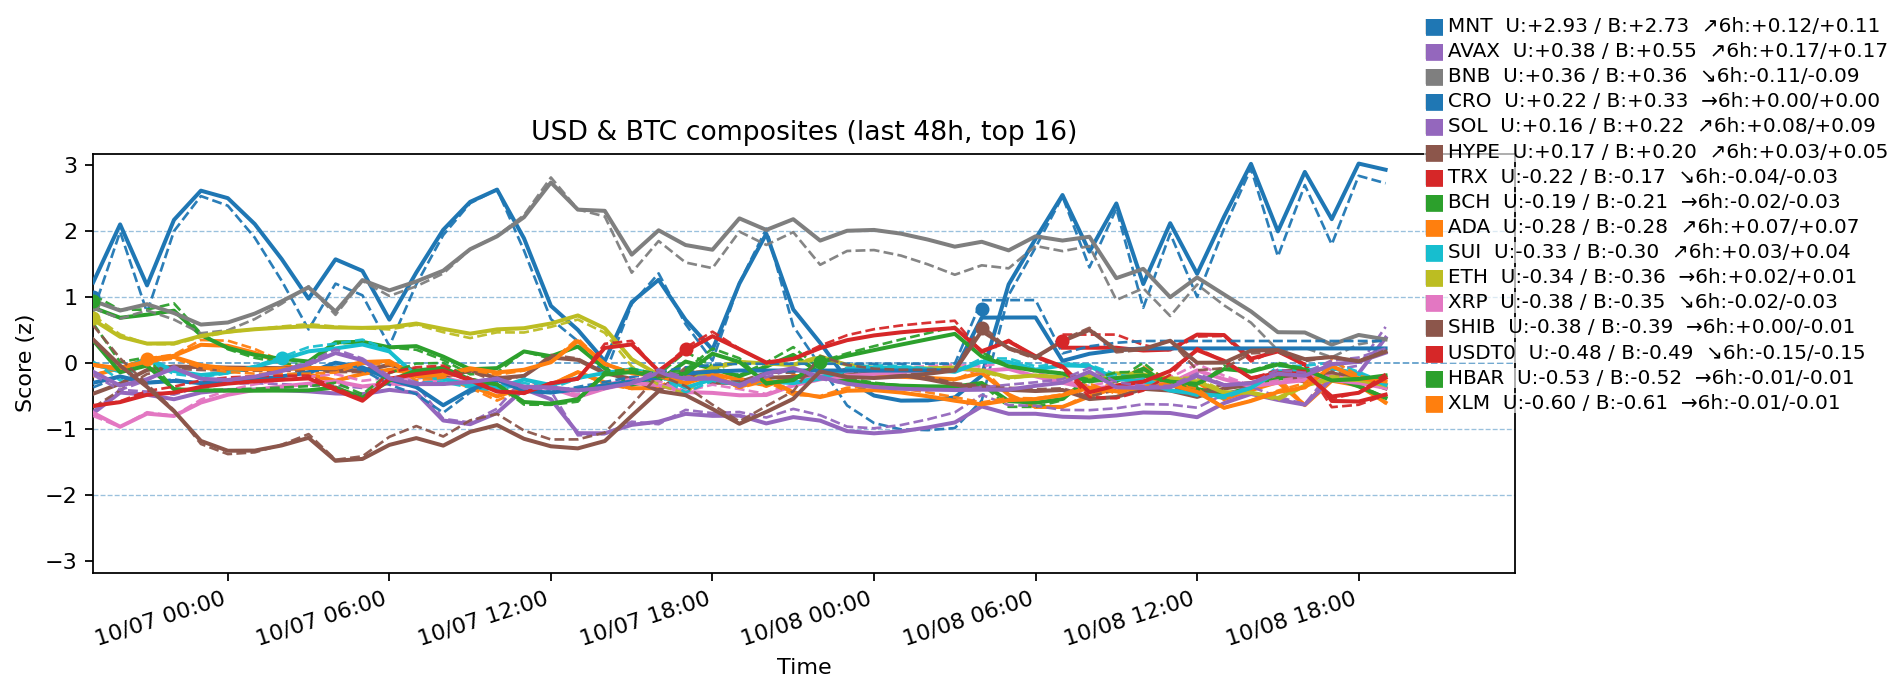 MNT  U:+2.93 / B:+2.73  ↗6h:+0.12/+0.11
AVAX  U:+0.38 / B:+0.55  ↗6h:+0.17/+0.17
BNB  U:+0.36 / B:+0.36  ↘6h:-0.11/-0.09
CRO  U:+0.22 / B:+0.33  →6h:+0.00/+0.00
SOL  U:+0.16 / B:+0.22  ↗6h:+0.08/+0.09
HYPE  U:+0.17 / B:+0.20  ↗6h:+0.03/+0.05
TRX  U:-0.22 / B:-0.17  ↘6h:-0.04/-0.03
BCH  U:-0.19 / B:-0.21  →6h:-0.02/-0.03
ADA  U:-0.28 / B:-0.28  ↗6h:+0.07/+0.07
SUI  U:-0.33 / B:-0.30  ↗6h:+0.03/+0.04
ETH  U:-0.34 / B:-0.36  →6h:+0.02/+0.01
XRP  U:-0.38 / B:-0.35  ↘6h:-0.02/-0.03
SHIB  U:-0.38 / B:-0.39  →6h:+0.00/-0.01
USDT0  U:-0.48 / B:-0.49  ↘6h:-0.15/-0.15
HBAR  U:-0.53 / B:-0.52  →6h:-0.01/-0.01
XLM  U:-0.60 / B:-0.61  →6h:-0.01/-0.01
USD & BTC composites (last 48h, top 16)
Score (z)
3
2
1
0
−1
−2
−3
10/07 00:00
10/07 06:00
10/07 12:00
10/07 18:00
10/08 00:00
10/08 06:00
10/08 12:00
10/08 18:00
Time